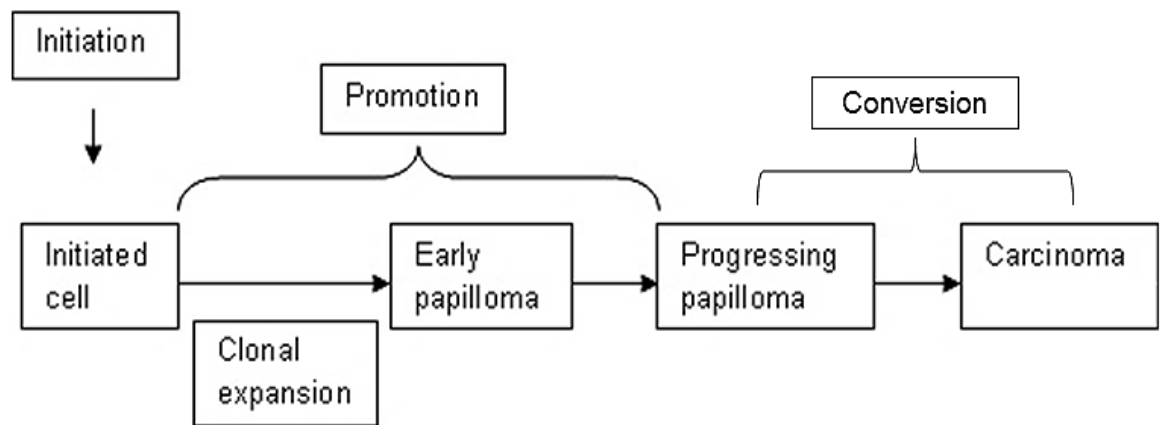 Initiation
Promotion
Conversion
Initiated
cell
Early
papilloma
Progressing
papilloma
Carcinoma
Clonal
expansion